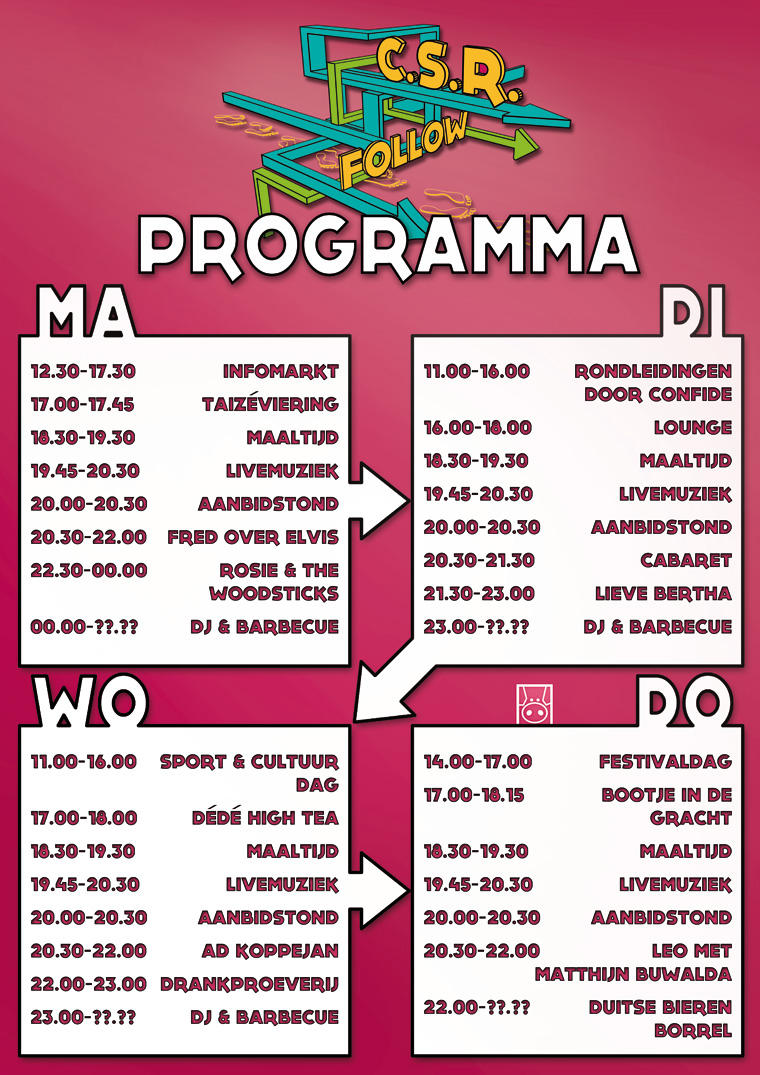 C.S.R.
FOLLOW
PROGRAMMA
MA
12.30-17.30 INFOMARKT
17.00-17.45 TAIZÉVIERING
18.30-19.30 MAALTIJD
19.45-20.30 LIVEMUZIEK
20.00-20.30 AANBIDSTOND
20.30-22.00 FRED OVER ELVIS
22.30-00.00 ROSIE & THE
WOODSTICKS
00.00-??.?? DJ & BARBECUE
DI
11.00-16.00 RONDLEIDINGEN
DOOR CONFIDE
16.00-18.00 LOUNGE
18.30-19.30 MAALTIJD
19.45-20.30 LIVEMUZIEK
20.00-20.30 AANBIDSTOND
20.30-21.30 CABARET
21.30-23.00 LIEVE BERTHA
23.00-??.?? DJ & BARBECUE
WO
11.00-16.00 SPORT & CULTUUR
DAG
17.00-18.00 DÉDÉ HIGH TEA
18.30-19.30 MAALTIJD
19.45-20.30 LIVEMUZIEK
20.00-20.30 AANBIDSTOND
20.30-22.00 AD KOPPEJAN
22.00-23.00 DRANKPROEVERIJ
23.00-??.?? DJ & BARBECUE
DO
14.00-17.00 FESTIVALDAG
17.00-18.15 BOOTJE IN DE
GRACHT
18.30-19.30 MAALTIJD
19.45-20.30 LIVEMUZIEK
20.00-20.30 AANBIDSTOND
20.30-22.00 LEO MET
MATTHIJN BUWALDA
22.00-??.?? DUITSE BIEREN
BORREL